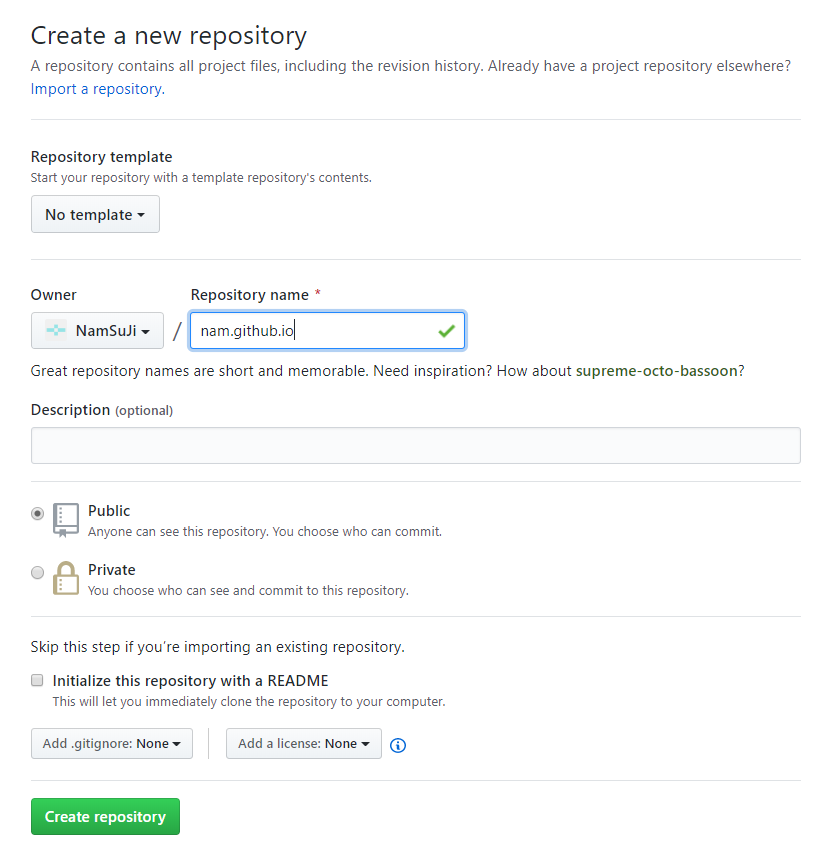 Create a new repository
A repository contains all project files, including the revision history. Already have a project repository elsewhere?
Import a repository.
Repository template
Start your repository with a template repository's contents.
No template
Owner
Repository name *
NamSuJi / nam.github.io
Great repository names are short and memorable. Need inspiration? How about supreme-octo-bassoon?
Description (optional)
Public
Anyone can see this repository. You choose who can commit.
Private
You choose who can see and commit to this repository.
Skip this step if you’re importing an existing repository.
Initialize this repository with a README
This will let you immediately clone the repository to your computer.
Add .gitignore: None
Add a license: None
Create repository